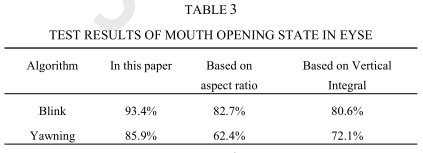 TABLE 3
TEST RESULTS OF MOUTH OPENING STATE IN EYSE
Algorithm In this paper Based on aspect ratio Based on Vertical Integral
Blink 93.4% 82.7% 80.6%
Yawning 85.9% 62.4% 72.1%